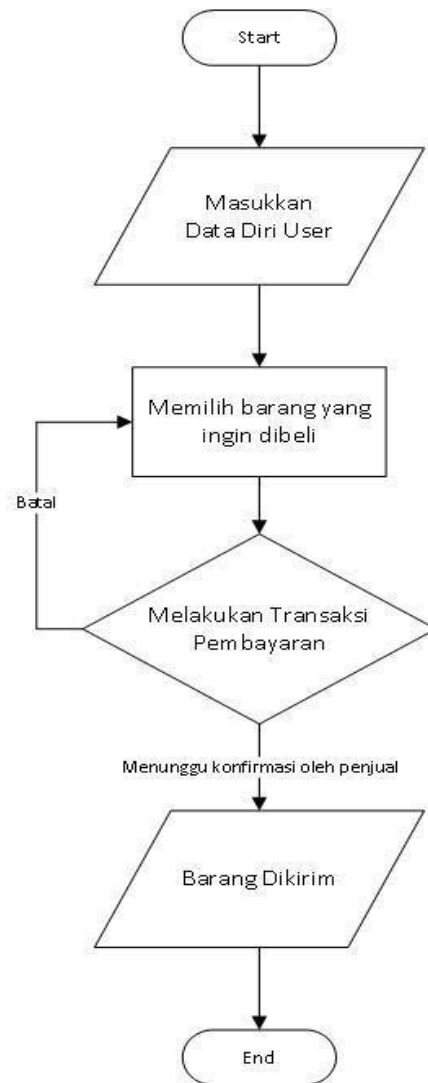 Start
Masukkan
Data Diri User
Memilih barang yang
ingin dibeli
Batal
Melakukan Transaksi
Pembayaran
Menunggu konfirmasi oleh penjual
Barang Dikirim
End